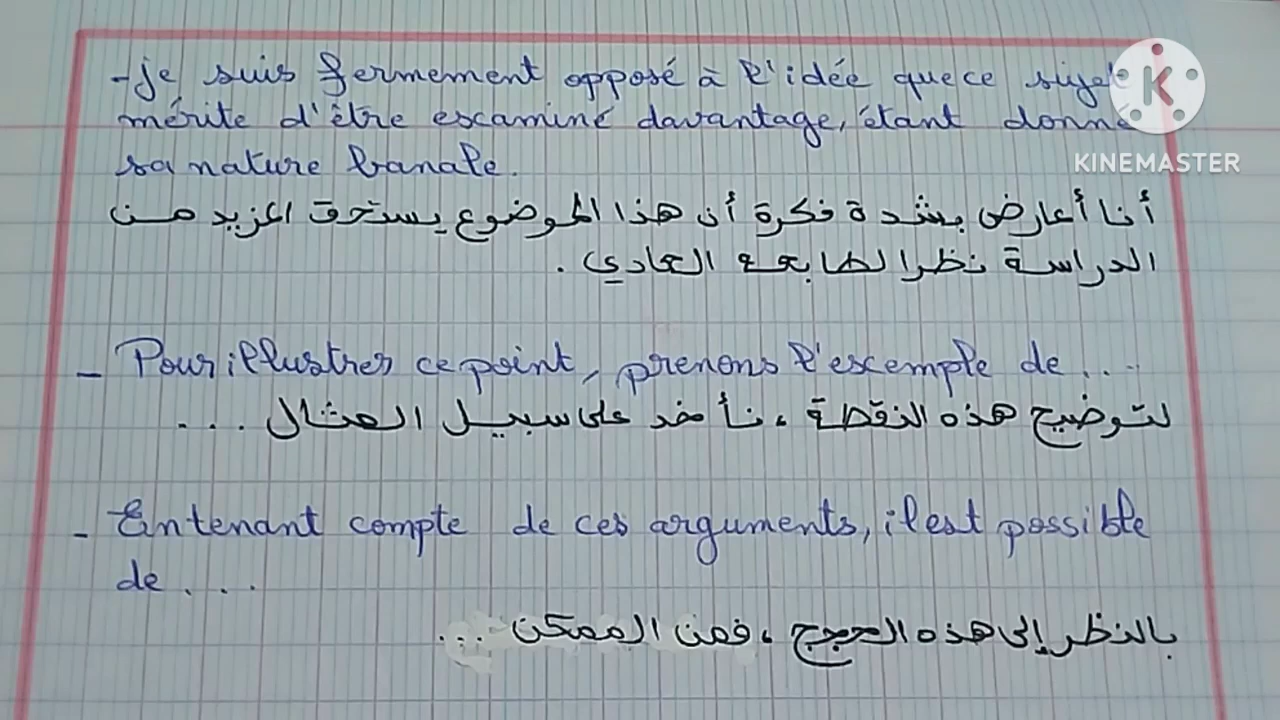 -je suis fermement opposé à l'idée que ce sujet
mérite d'être escaminé davantage, étant donné
sa nature banale.
أنا أعارض بشدة فكرة أن هذا الموضوع يستحق المزيد من
الدراسة نظرا لطابعه العادي.
- Pour illustrer ce point, prenons l'escemple de....
لتوضيح هذه النقطة، نأخد على سبيل المثال ...
- En tenant compte de ces arguments, il est possible
de....
بالنظر إلى هذه الحجج، فمن الممكن ...
K
KINEMASTER